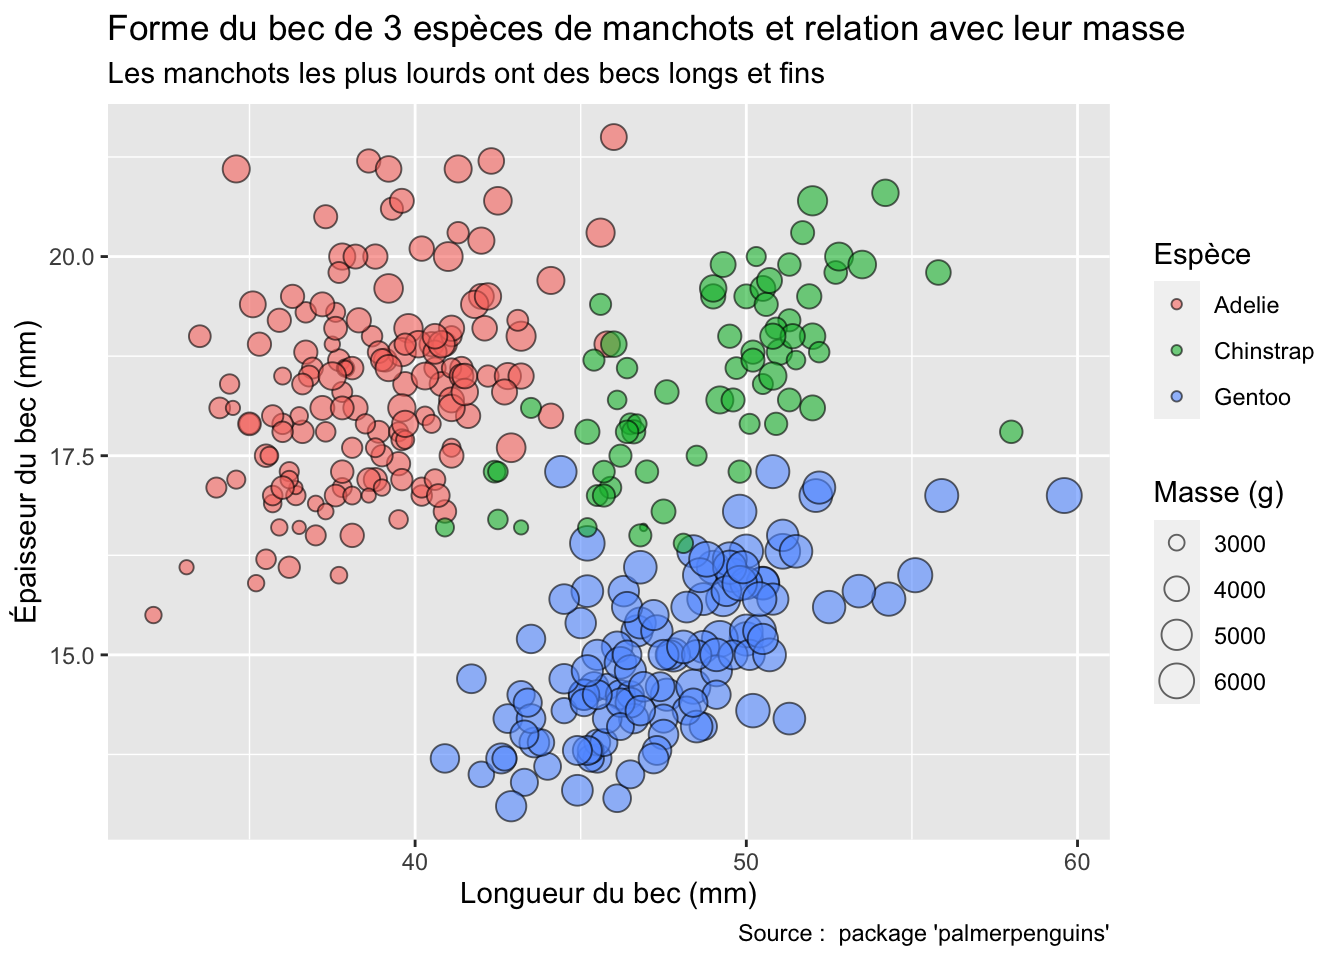 Forme du bec de 3 espèces de manchots et relation avec leur masse
Les manchots les plus lourds ont des becs longs et fins
Épaisseur du bec (mm)
20.0
17.5
15.0
40
50
60
Longueur du bec (mm)
Espèce
Adelie
Chinstrap
Gentoo
Masse (g)
3000
4000
5000
6000
Source :  package 'palmerpenguins'